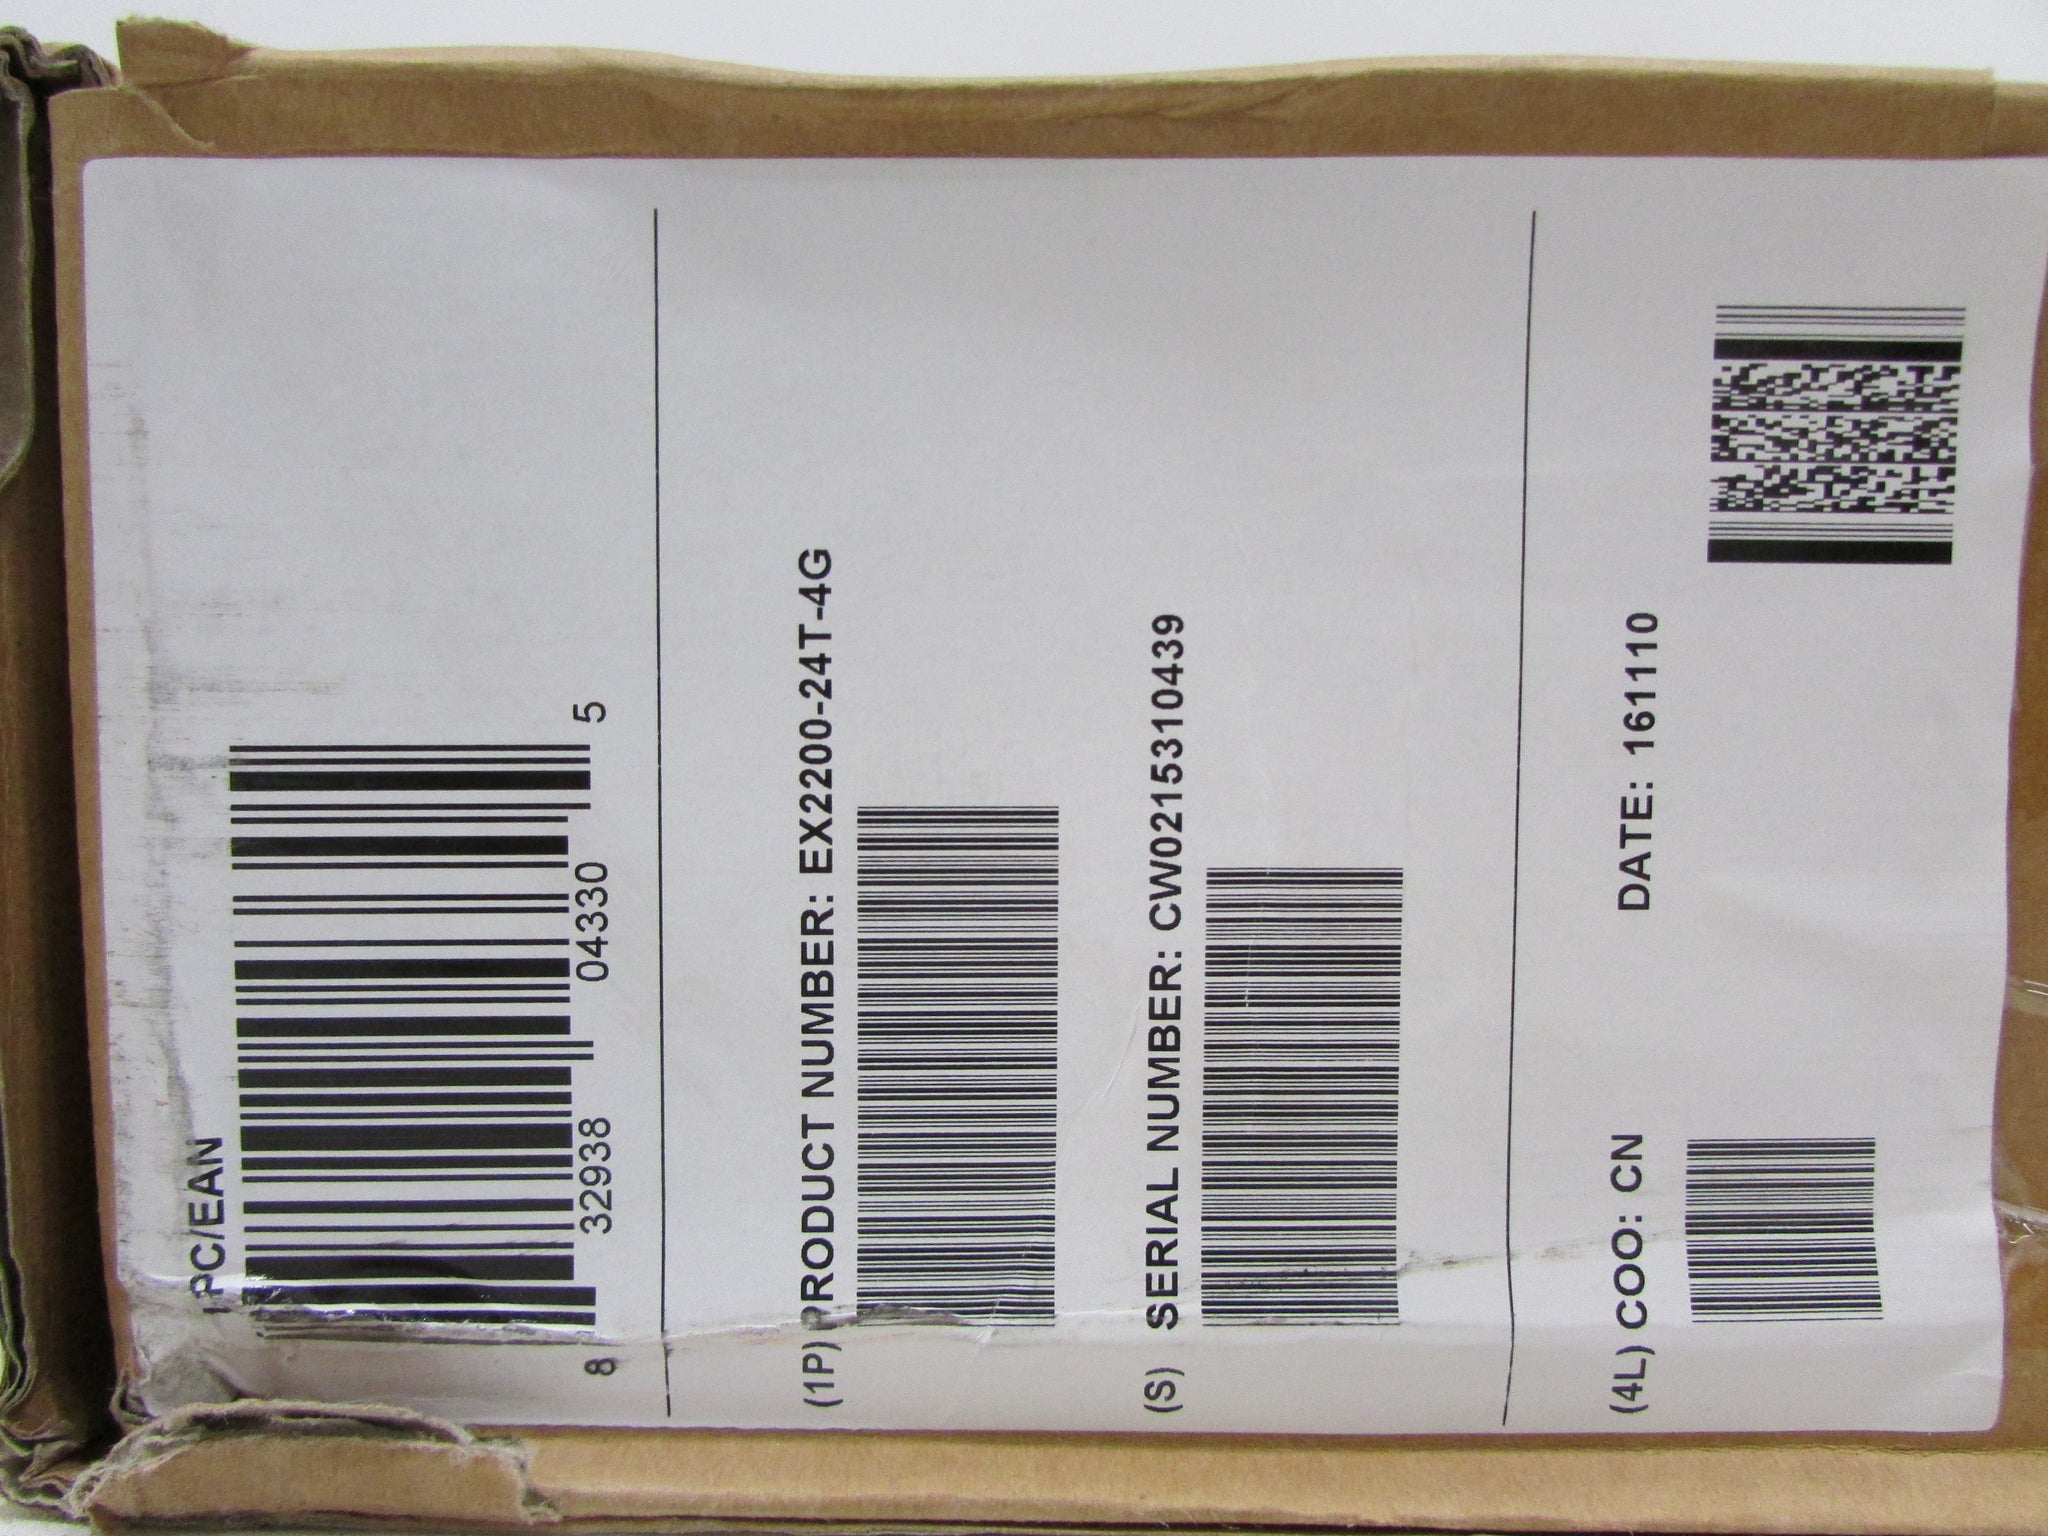 UPC/EAN
8 32938 04330 5
(1P) PRODUCT NUMBER: EX2200-24T-4G
(S) SERIAL NUMBER: CW0215310439
(4L) COO: CN DATE: 161110